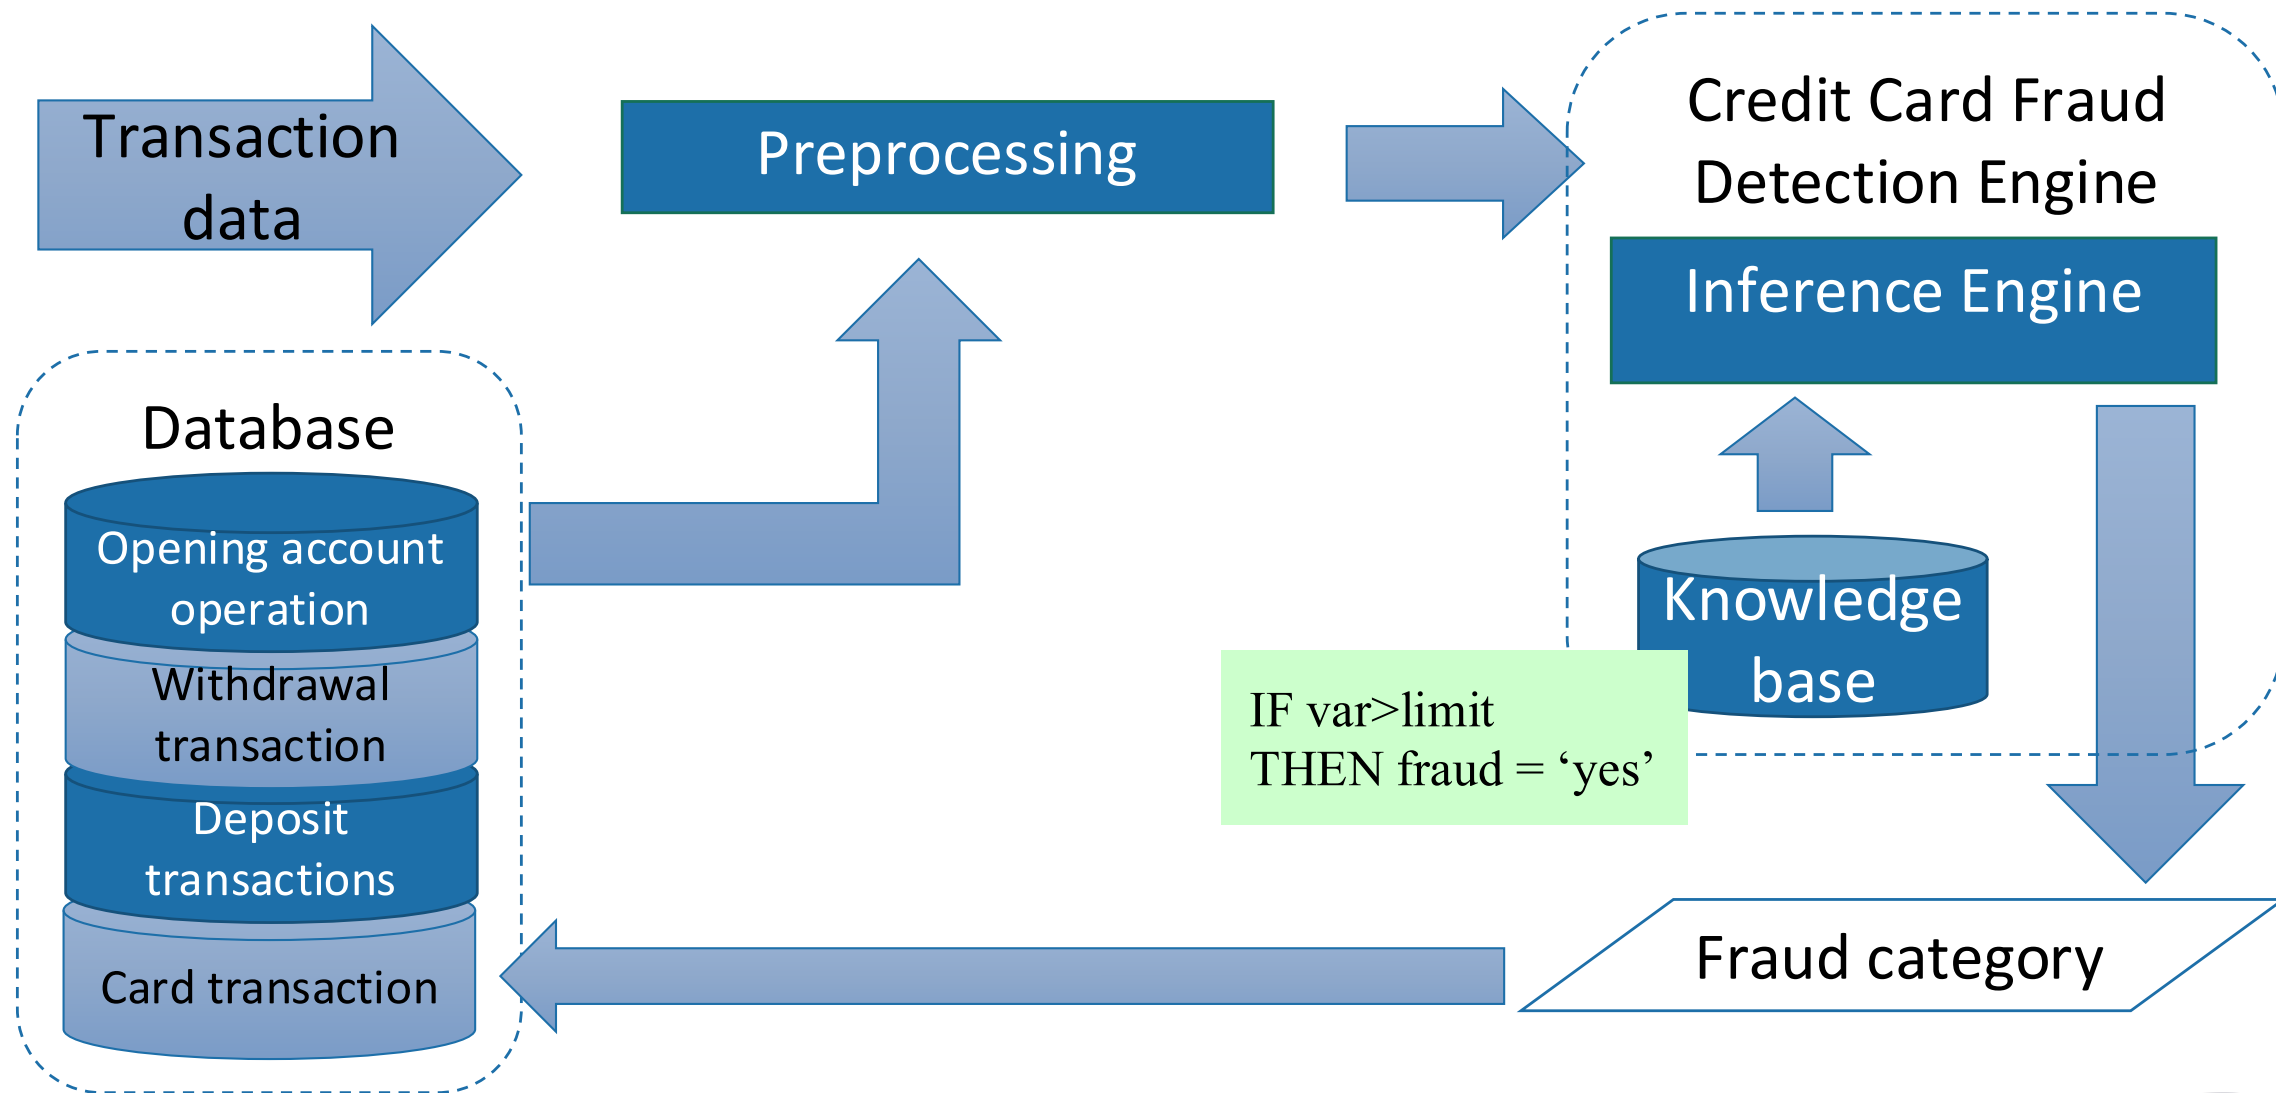 Transaction
data
Preprocessing
Credit Card Fraud
Detection Engine
Inference Engine
Database
Opening account
operation
Withdrawal
transaction
Deposit
transactions
Card transaction
Knowledge
base
IF var>limit
THEN fraud = ‘yes’
Fraud category